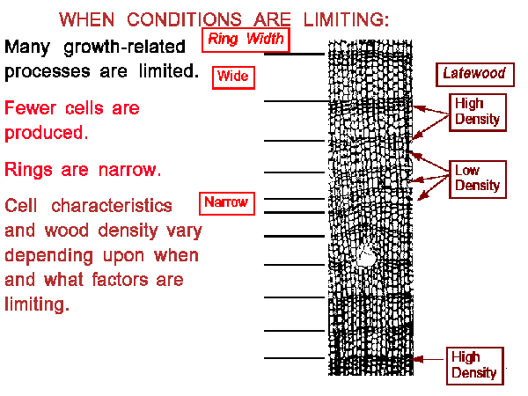 WHEN CONDITIONS ARE LIMITING:
Many growth-related
processes are limited.
Fewer cells are
produced.
Rings are narrow.
Cell characteristics
and wood density vary
depending upon when
and what factors are
limiting.
Ring Width
Wide
Narrow
Latewood
High
Density
Low
Density
High
Density